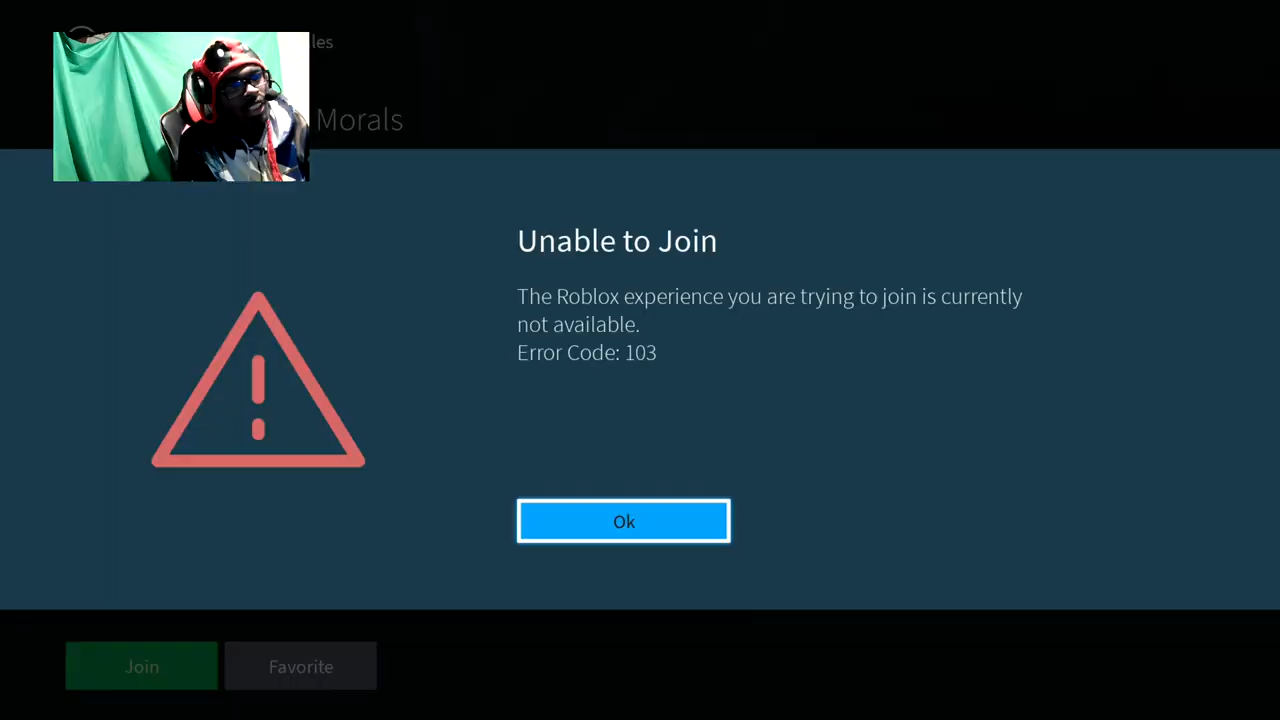 les
Morals
Unable to Join
The Roblox experience you are trying to join is currently
not available.
Error Code: 103
Ok
Join
Favorite